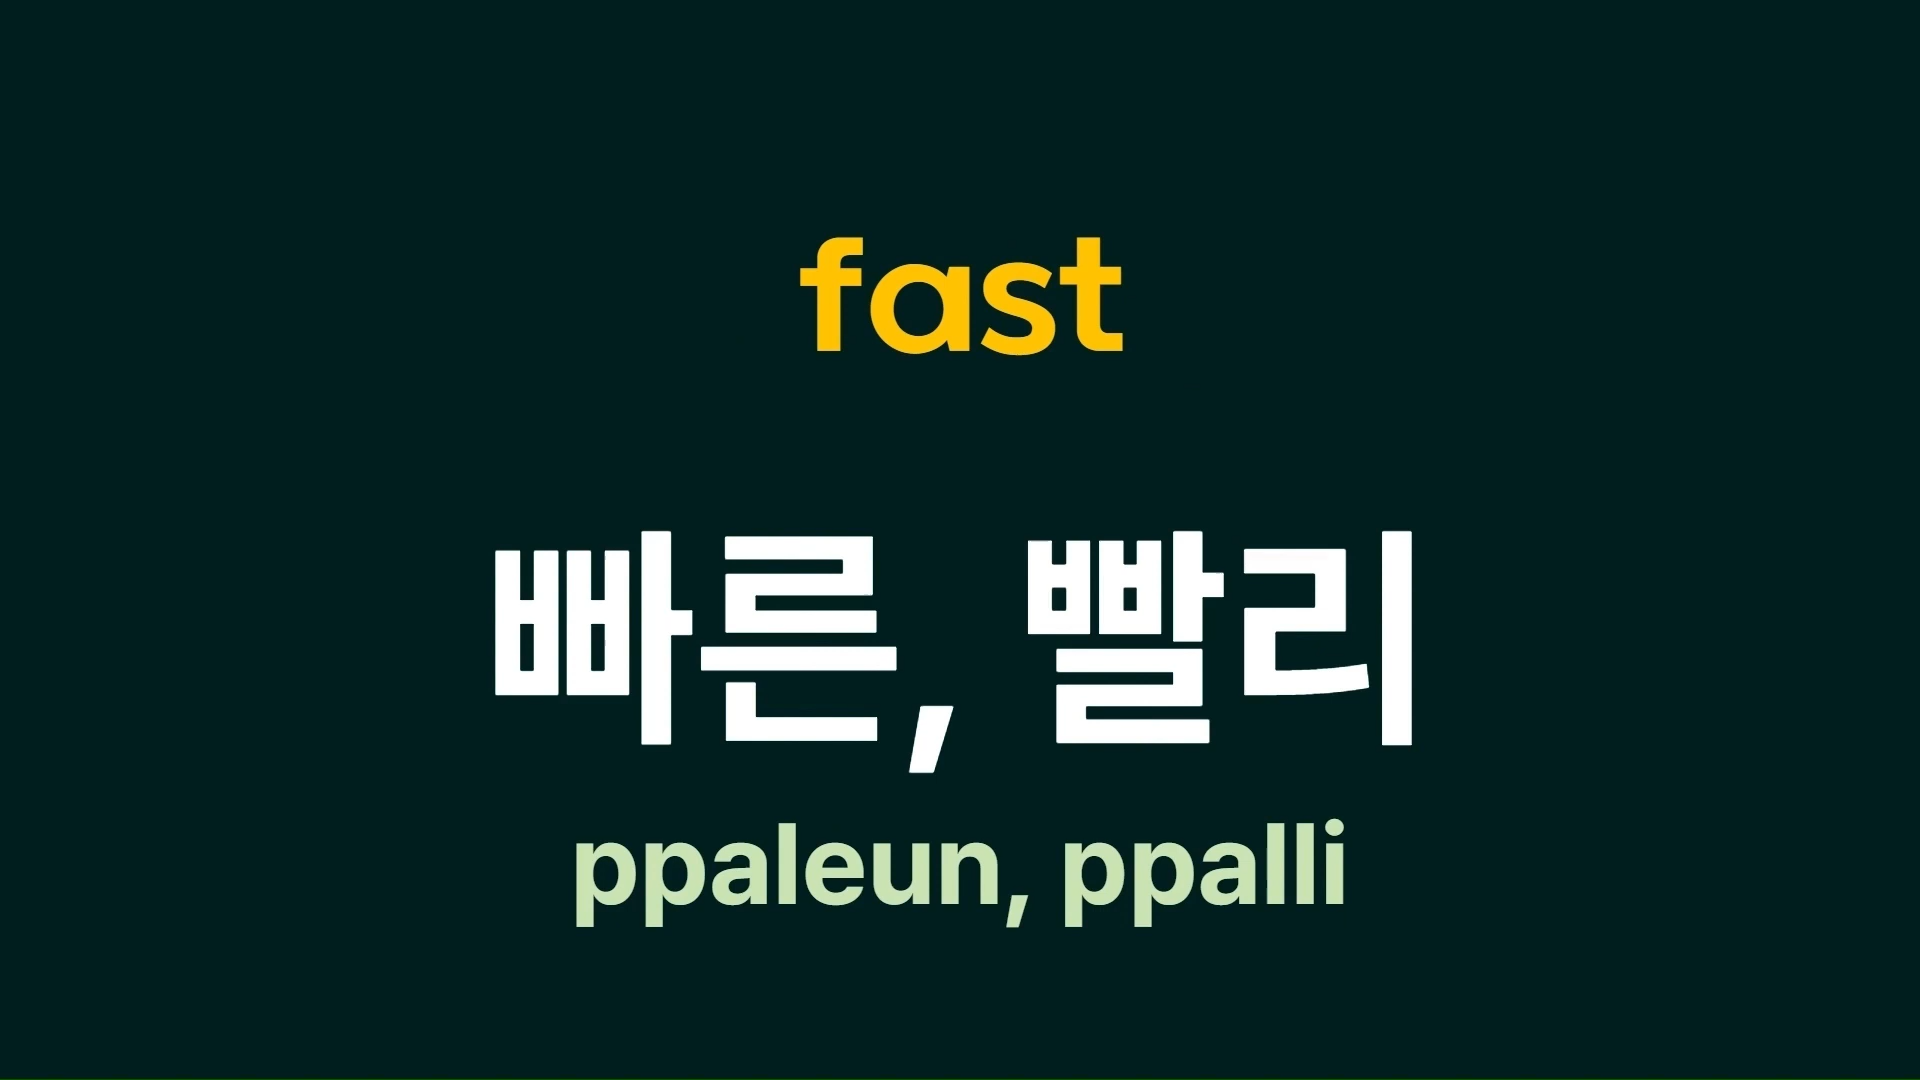 fast
빠른, 빨리
ppaleun, ppalli